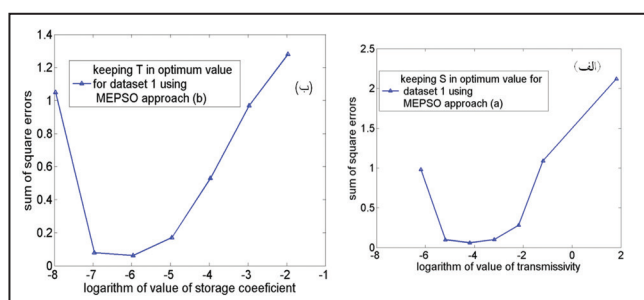 1.4
1.2
1
0.8
0.6
0.4
0.2
0
-8
-7
-6
-5
-4
-3
-2
-1
sum of square errors
keeping T in optimum value
for dataset 1 using
MEPSO approach (b)
(ب)
logarithm of value of storage coeeficient
2.5
2
1.5
1
0.5
0
-8
-6
-4
-2
0
2
sum of square errors
keeping S in optimum value for
dataset 1 using
MEPSO approach (a)
(الف)
logarithm of value of transmissivity